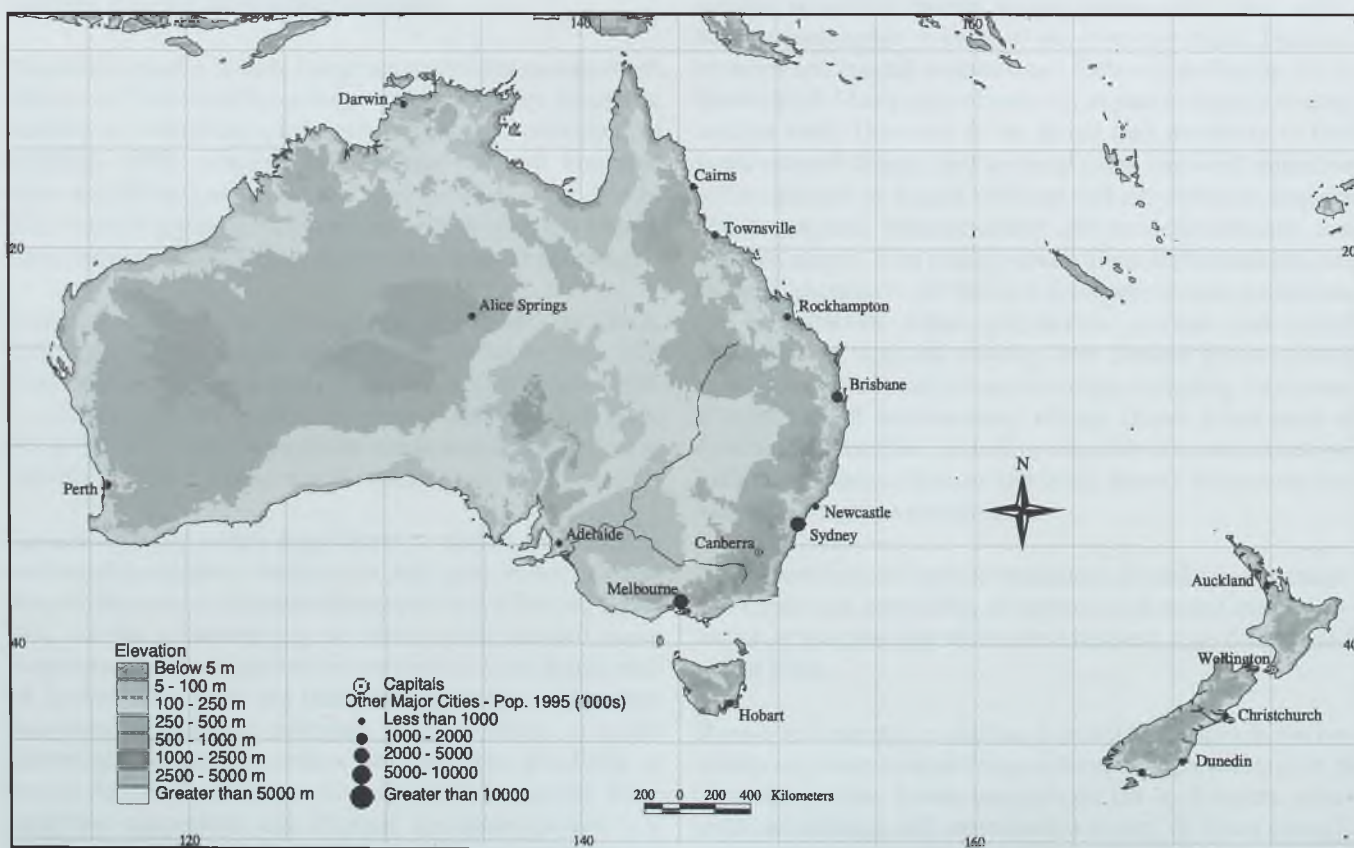 140
1
160
Darwin
Cairns
20
Townsville
20
Alice Springs
Rockhampton
Brisbane
N
Perth
Newcastle
Adelaide
Sydney
Canberra
Auckland
Melbourne
40
40
Wellington
Hobart
Christchurch
Dunedin
Elevation
Below 5 m
5 - 100 m
100 - 250 m
250 - 500 m
500 - 1000 m
1000 - 2500 m
2500 - 5000 m
Greater than 5000 m
Capitals
Other Major Cities - Pop. 1995 ('000s)
Less than 1000
1000 - 2000
2000 - 5000
5000- 10000
Greater than 10000
200 0 200 400 Kilometers
120
140
160